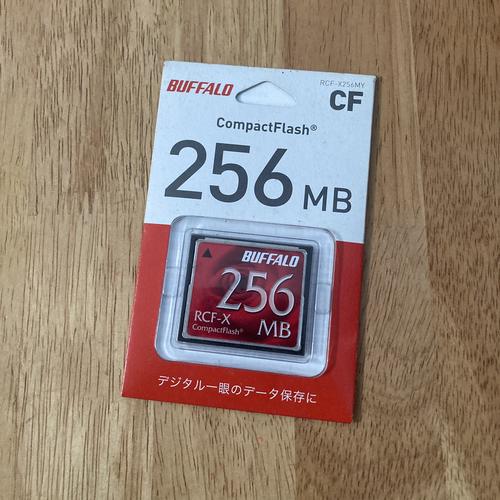 BUFFALO
RCF-X256MY
CF
CompactFlash®
256 MB
BUFFALO
256
RCF-X
MB
CompactFlash®
デジタル一眼のデータ保存に